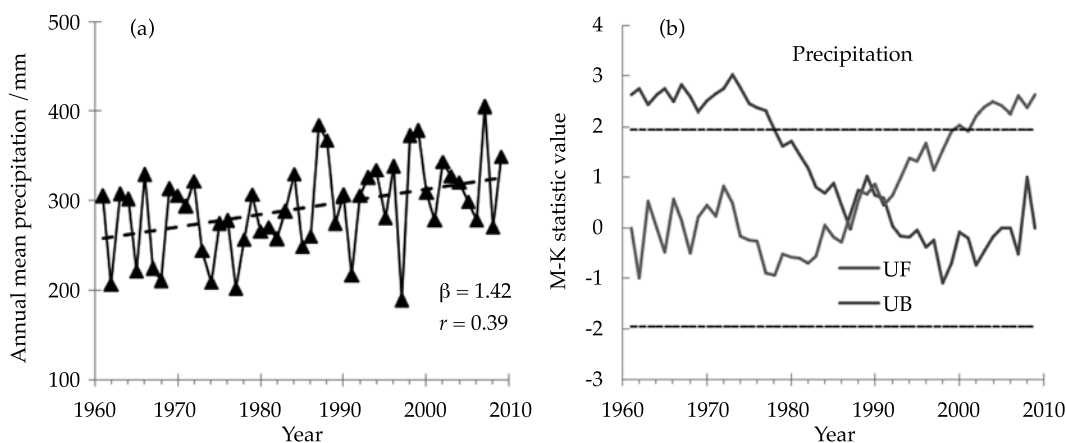 (a)
Annual mean precipitation / mm
500
400
300
200
100
β = 1.42
r = 0.39
1960 1970 1980 1990 2000 2010
Year
(b)
Precipitation
M-K statistic value
4
3
2
1
0
-1
-2
-3
UF
UB
1960 1970 1980 1990 2000 2010
Year